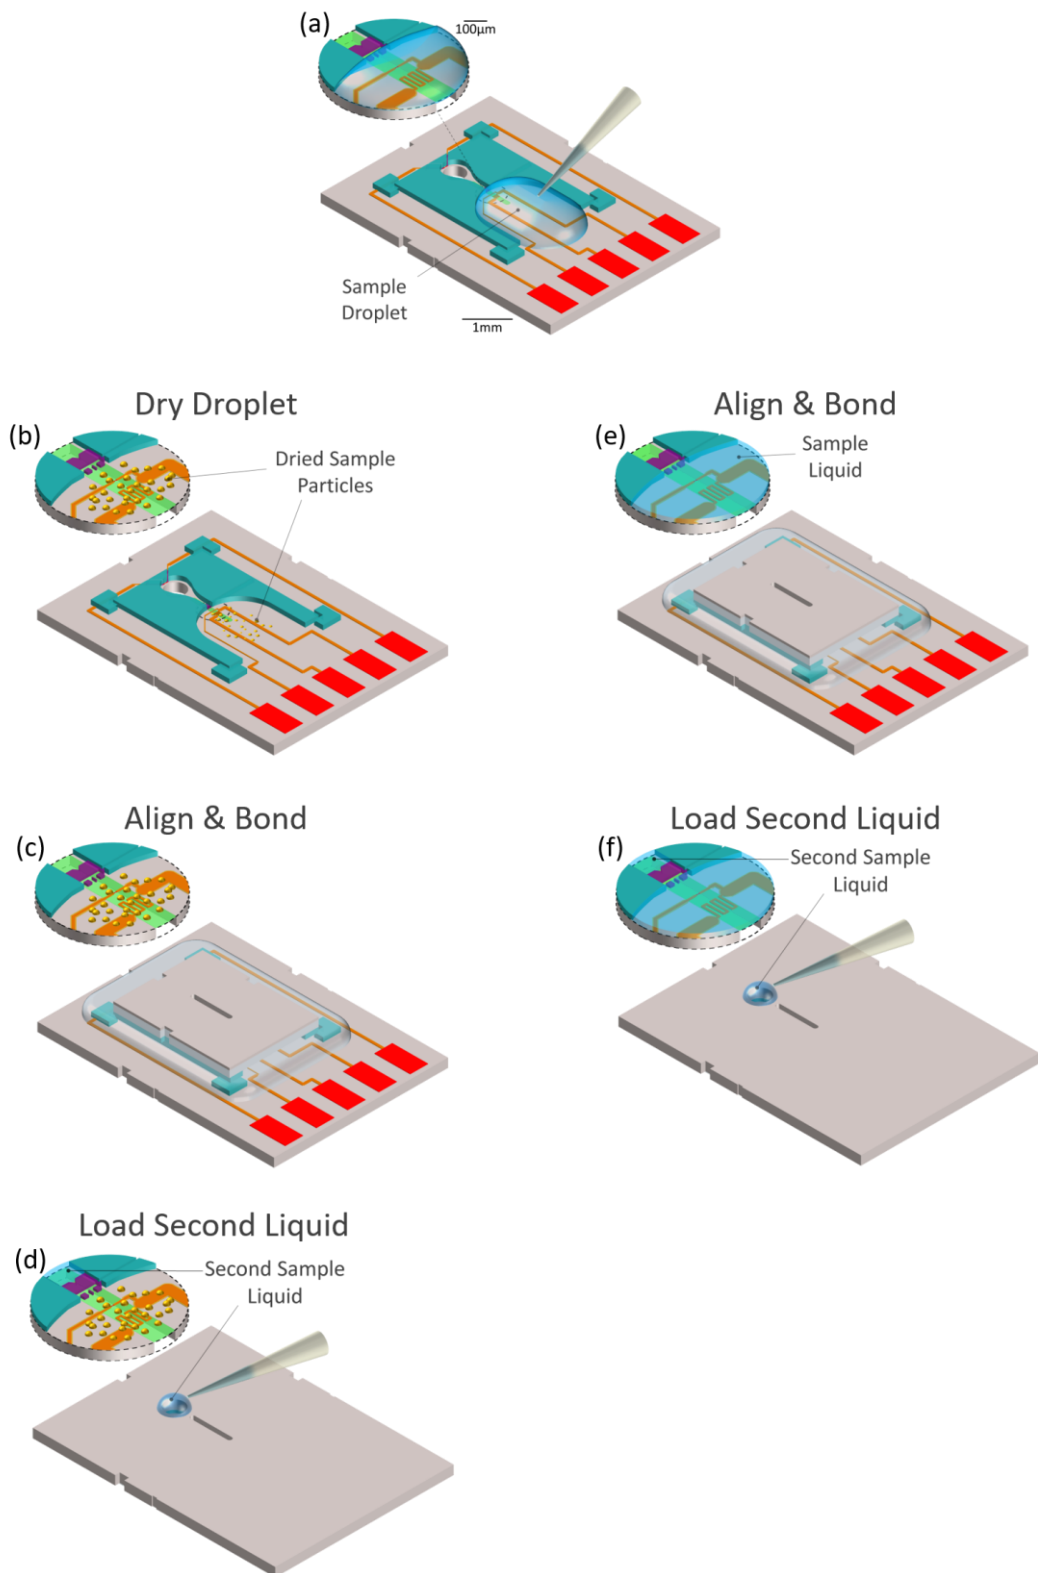 (a)
100µm
Sample
Droplet
1mm
Dry Droplet
(b)
Dried Sample
Particles
Align & Bond
(e)
Sample
Liquid
Align & Bond
(c)
Load Second Liquid
(f)
Second Sample
Liquid
Load Second Liquid
(d)
Second Sample
Liquid